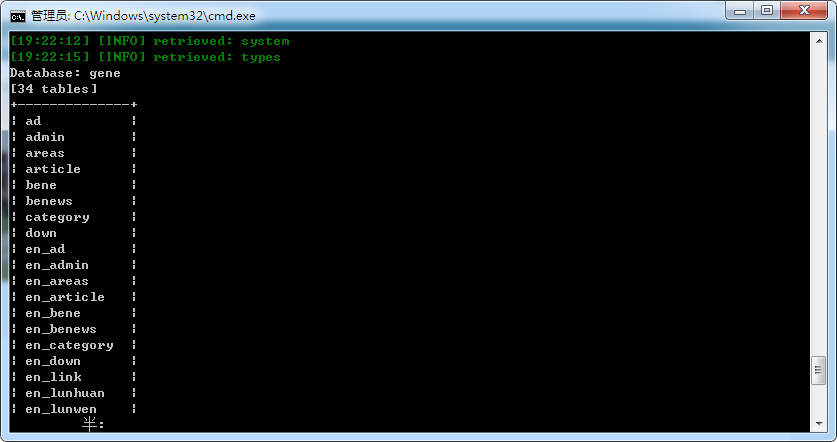 管理员: C:\Windows\system32\cmd.exe
[19:22:12] [INFO] retrieved: system
[19:22:15] [INFO] retrieved: types
Database: gene
[34 tables]
+--------------+
¦ ad ¦
¦ admin ¦
¦ areas ¦
¦ article ¦
¦ bene ¦
¦ benews ¦
¦ category ¦
¦ down ¦
¦ en_ad ¦
¦ en_admin ¦
¦ en_areas ¦
¦ en_article ¦
¦ en_bene ¦
¦ en_benews ¦
¦ en_category ¦
¦ en_down ¦
¦ en_link ¦
¦ en_lunhuan ¦
¦ en_lunwen ¦
半: